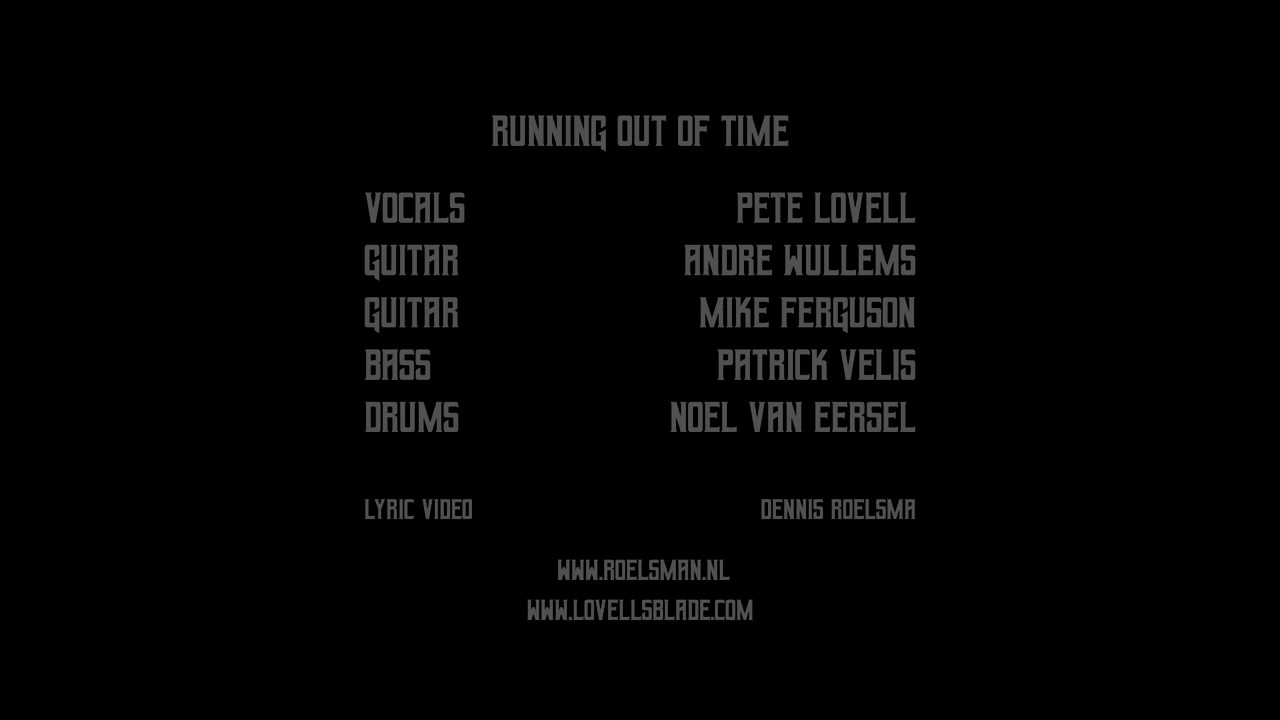 RUNNING OUT OF TIME
VOCALS PETE LOVELL
GUITAR ANDRE WULLEMS
GUITAR MIKE FERGUSON
BASS PATRICK VELIS
DRUMS NOEL VAN EERSEL
LYRIC VIDEO DENNIS ROELSMA
WWW.ROELSMAN.NL
WWW.LOVELLSBLADE.COM